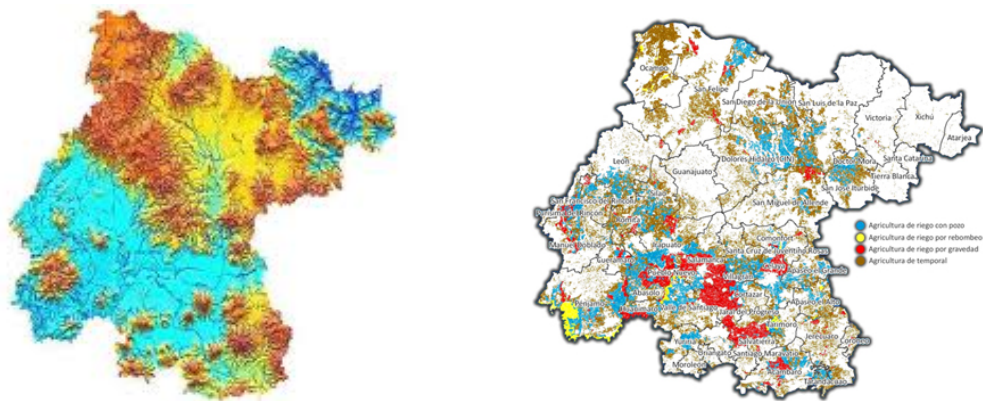 Ocampo
San Felipe
San Diego de la Unión
San Luis de la Paz
Victoria
Xichú
Atarjea
León
Guanajuato
Dolores Hidalgo (CIN)
Doctor Mora
Santa Catarina
Tierra Blanca
San José Iturbide
San Francisco del Rincón
Purísima del Rincón
Romita
Silao
San Miguel de Allende
Manuel Doblado
Irapuato
Comonfort
Santa Cruz de Juventino Rosas
Cuerámaro
Salamanca
Pueblo Nuevo
Villagrán
Celaya
Apaseo el Grande
Pénjamo
Abasolo
Huanímaro
Valle de Santiago
Cortazar
Jaral del Progreso
Apaseo el Alto
Tarimoro
Yuriria
Salvatierra
Jerécuaro
Coroneo
Uriangato
Santiago Maravatío
Moroleón
Acámbaro
Tarandacuao
Agricultura de riego con pozo
Agricultura de riego por rebombeo
Agricultura de riego por gravedad
Agricultura de temporal